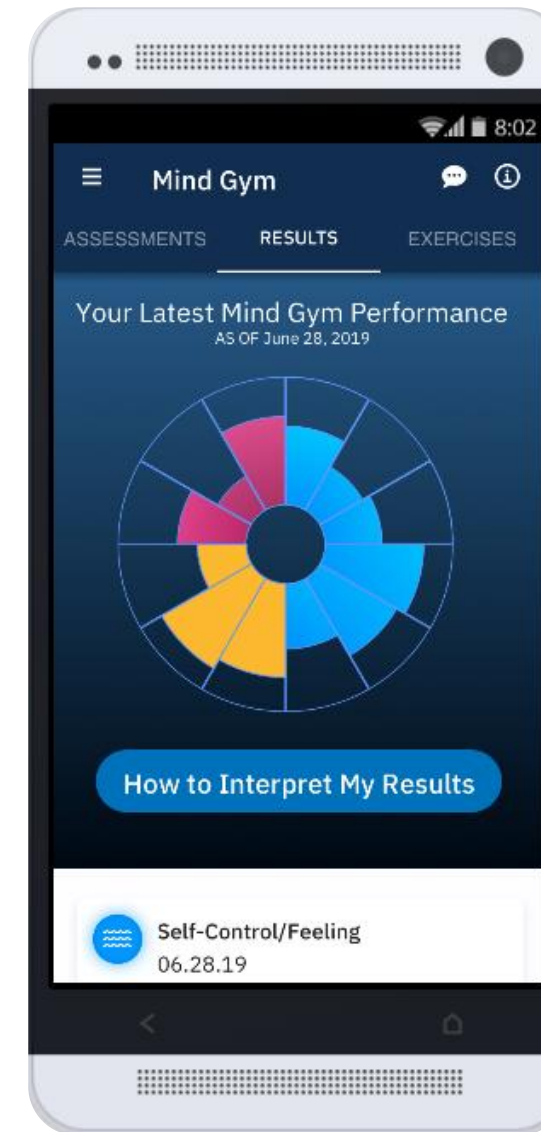 8:02
Mind Gym
ASSESSMENTS RESULTS EXERCISES
Your Latest Mind Gym Performance
AS OF June 28, 2019
How to Interpret My Results
Self-Control/Feeling
06.28.19